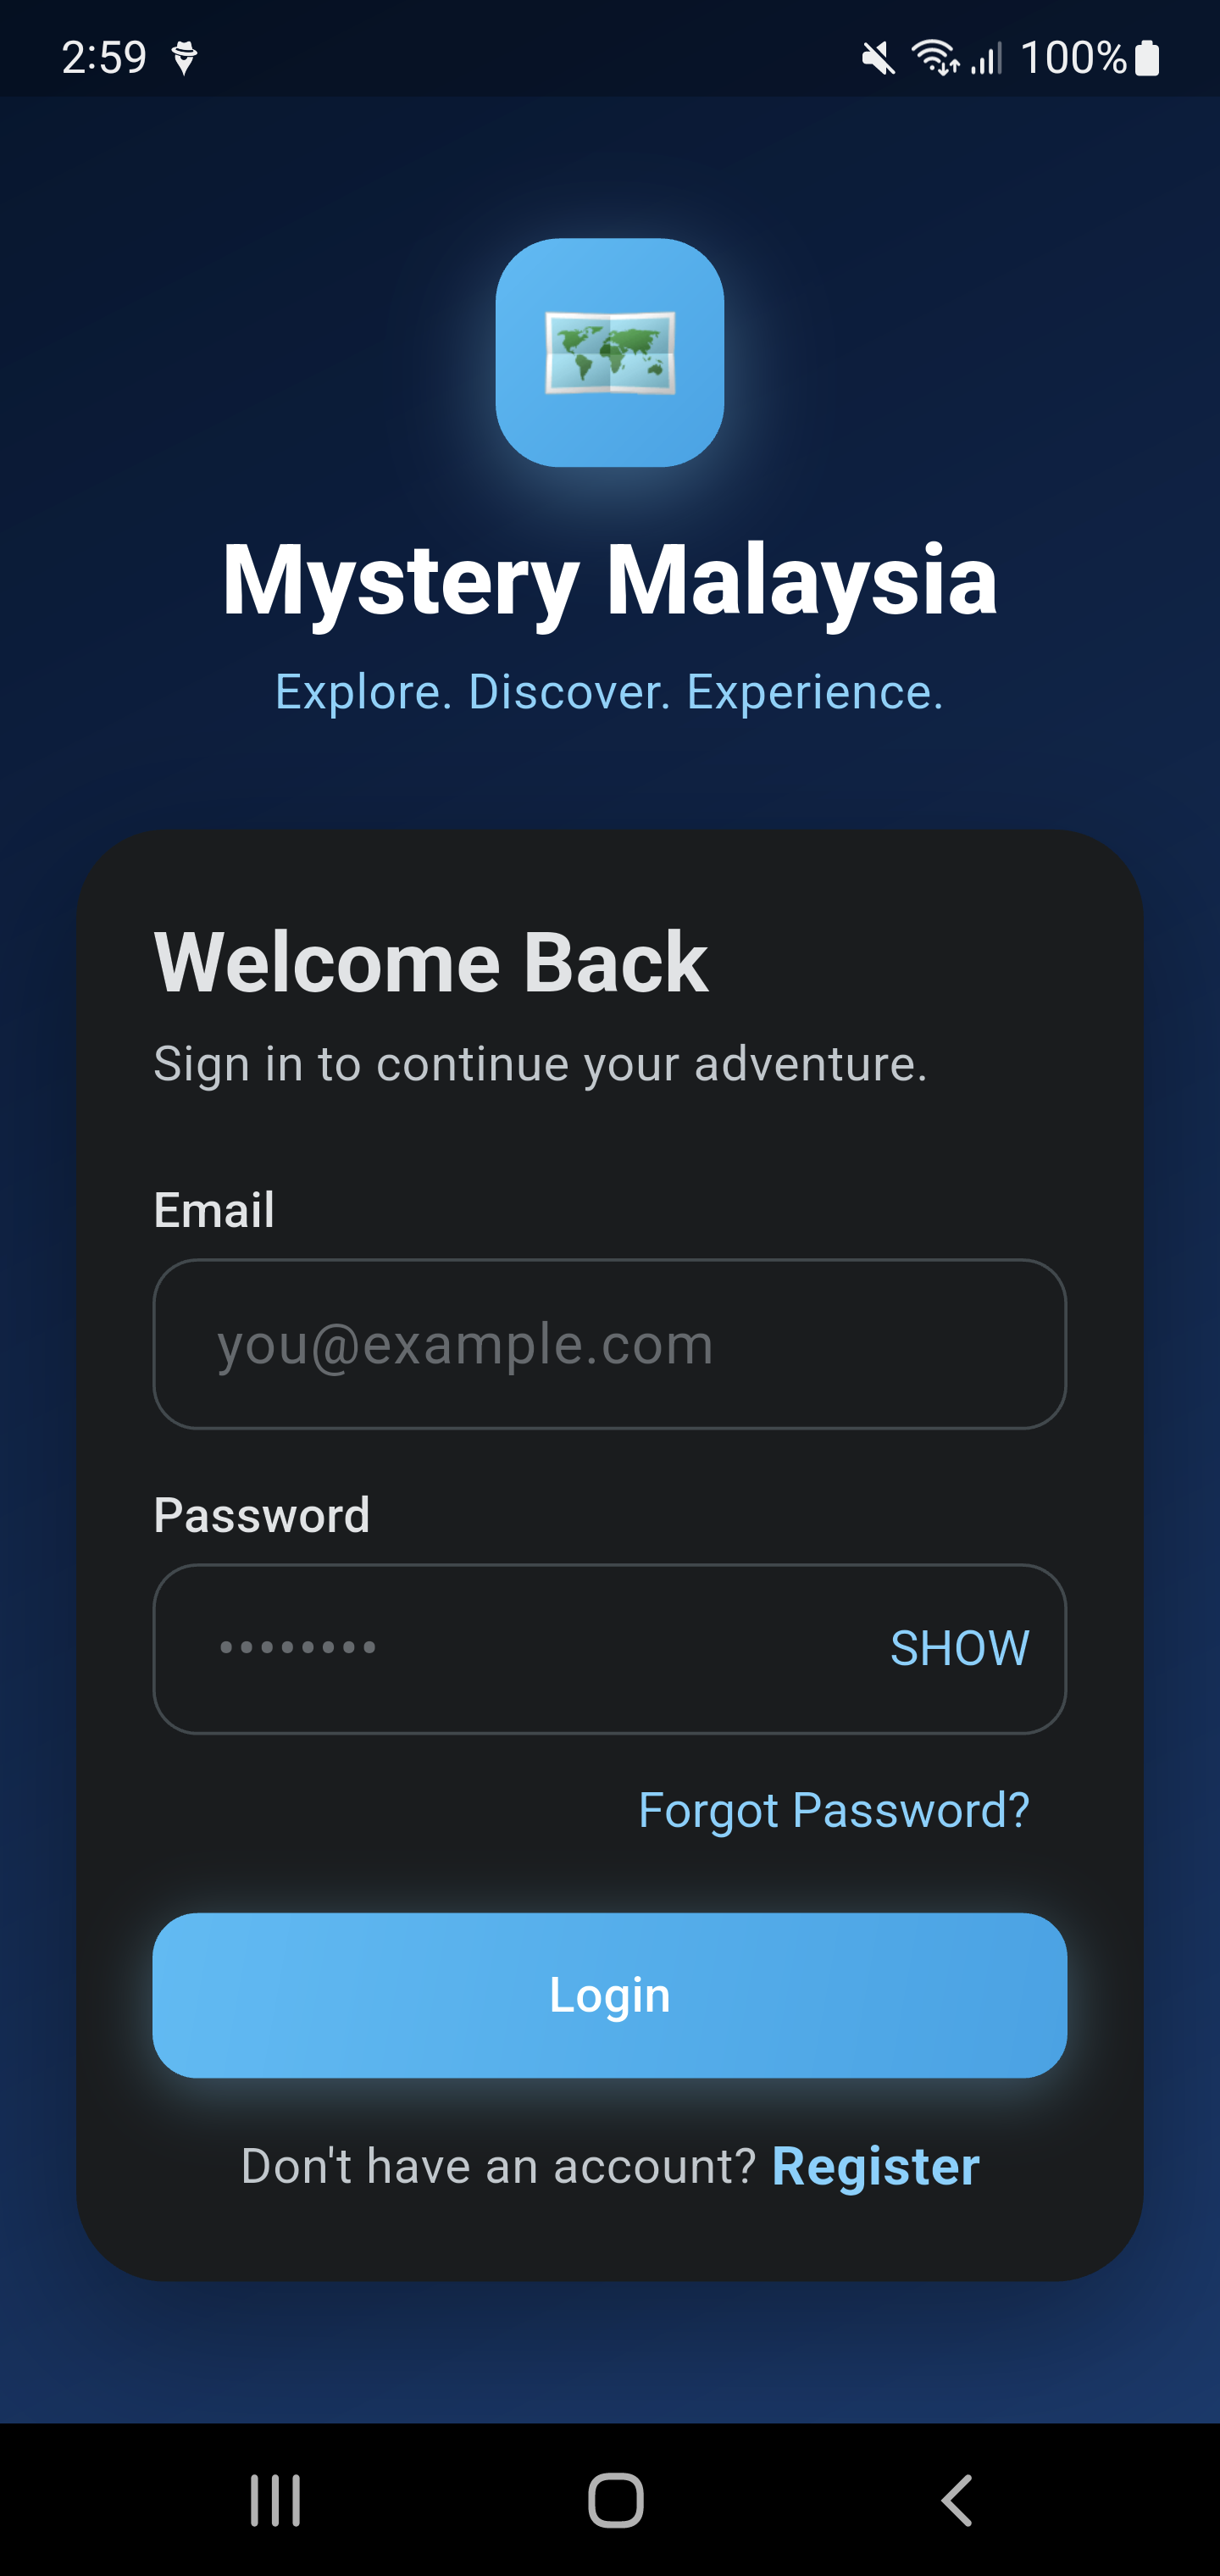 2:59 100%
Mystery Malaysia
Explore. Discover. Experience.
Welcome Back
Sign in to continue your adventure.
Email
you@example.com
Password
•••••••• SHOW
Forgot Password?
Login
Don't have an account? Register